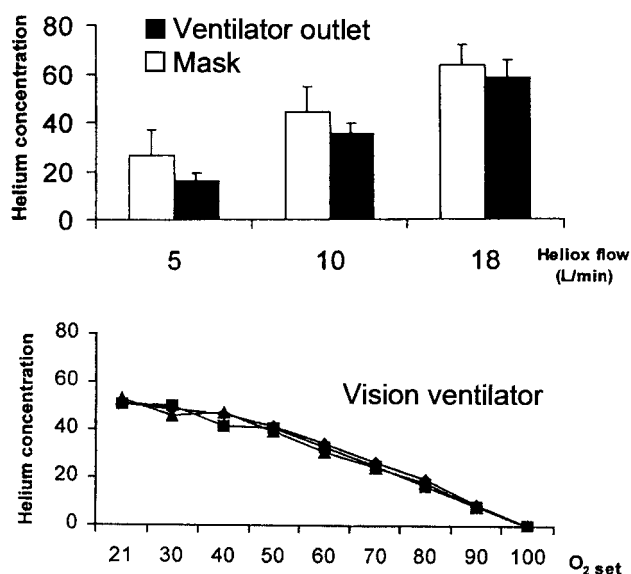 Helium concentration
80
60
40
20
0
Ventilator outlet
Mask
5 10 18
Heliox flow
(L/min)
Helium concentration
80
60
40
20
0
Vision ventilator
21 30 40 50 60 70 80 90 100 O₂ set